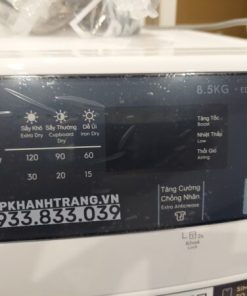 8.5KG
Sấy Khô Sấy Thường Dễ Ủi
Extra Dry Cupboard Dry Iron Dry
120 90 60
30 20 15
Tăng Tốc
Boost
Nhiệt Thấp
Low
Thổi Gió
Airing
PKHANHTRANG.VN
933.833.039
Tăng Cường
Chống Nhăn
Extra Anticrease